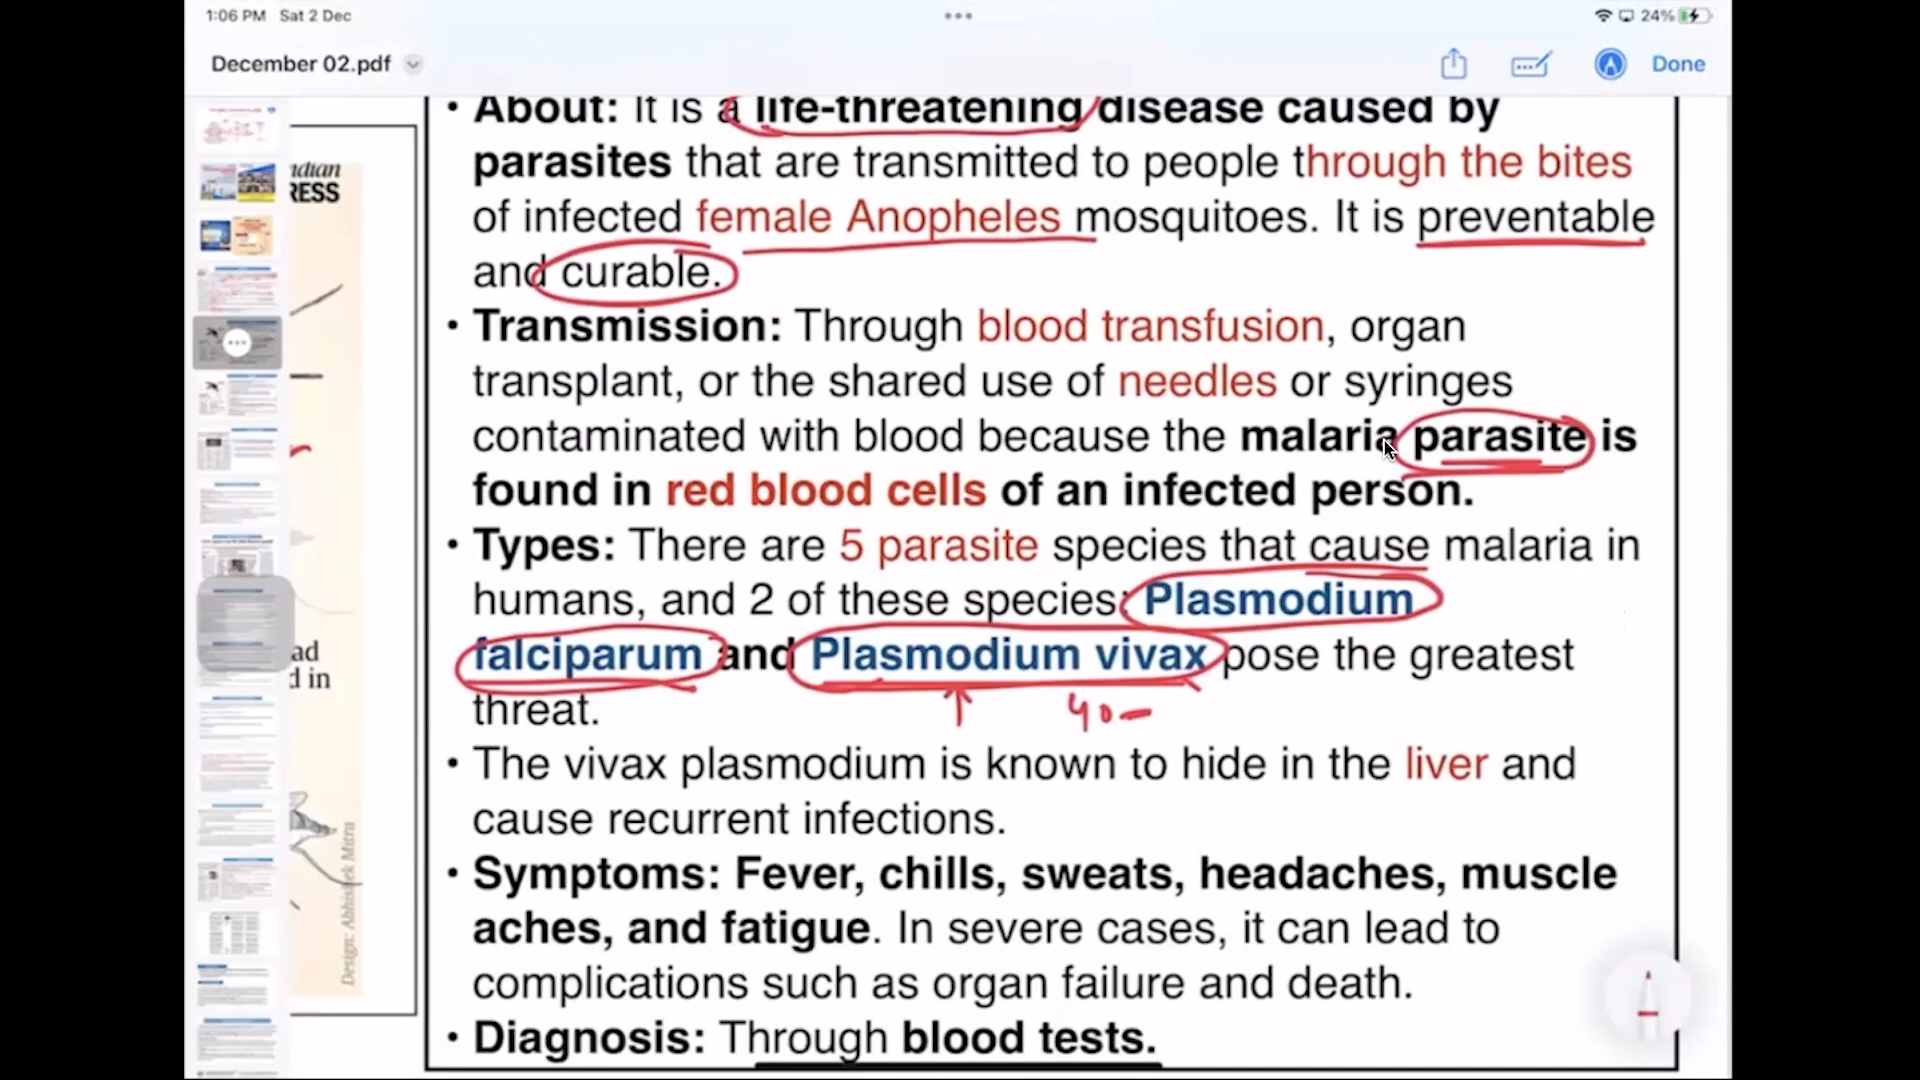 1:06 PM Sat 2 Dec
24%
December 02.pdf
Done
• About: It is a life-threatening disease caused by
parasites that are transmitted to people through the bites
of infected female Anopheles mosquitoes. It is preventable
and curable.
• Transmission: Through blood transfusion, organ
transplant, or the shared use of needles or syringes
contaminated with blood because the malaria parasite is
found in red blood cells of an infected person.
• Types: There are 5 parasite species that cause malaria in
humans, and 2 of these species: Plasmodium
falciparum and Plasmodium vivax pose the greatest
threat.
40
• The vivax plasmodium is known to hide in the liver and
cause recurrent infections.
• Symptoms: Fever, chills, sweats, headaches, muscle
aches, and fatigue. In severe cases, it can lead to
complications such as organ failure and death.
• Diagnosis: Through blood tests.
ndian
RESS
ad
d in
Design: Abhishek Mitra